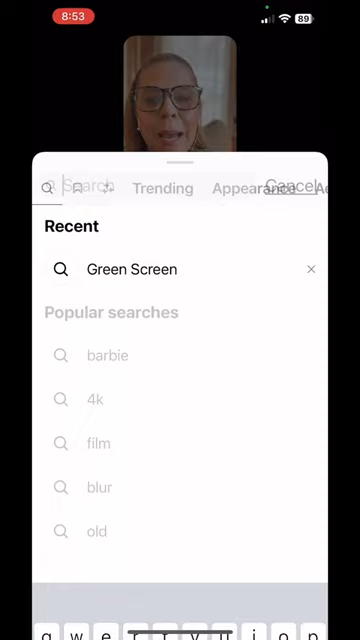 8:53
89
Search
Cancel
Trending
Appearance
Recent
Green Screen
Popular searches
barbie
4k
film
blur
old
q w e r t y u i o p